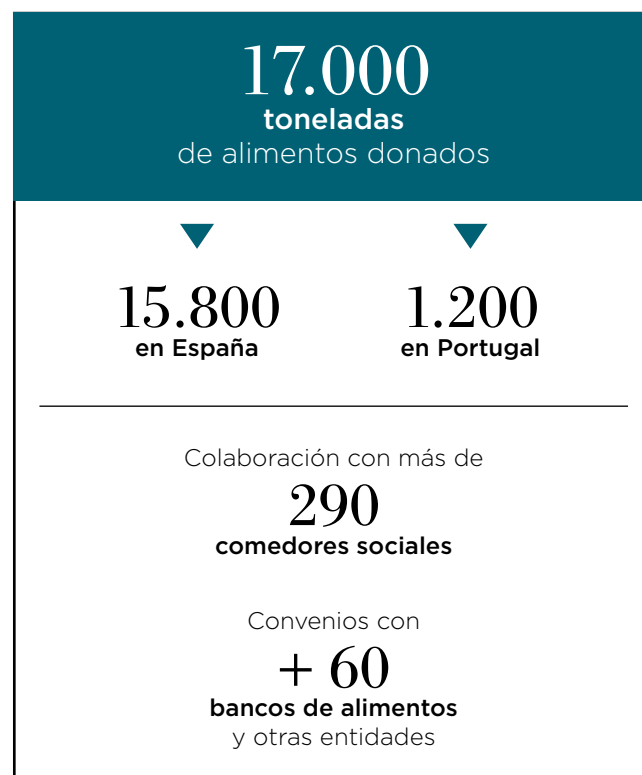 17.000
toneladas
de alimentos donados
15.800
en España
1.200
en Portugal
Colaboración con más de
290
comedores sociales
Convenios con
+ 60
bancos de alimentos
y otras entidades